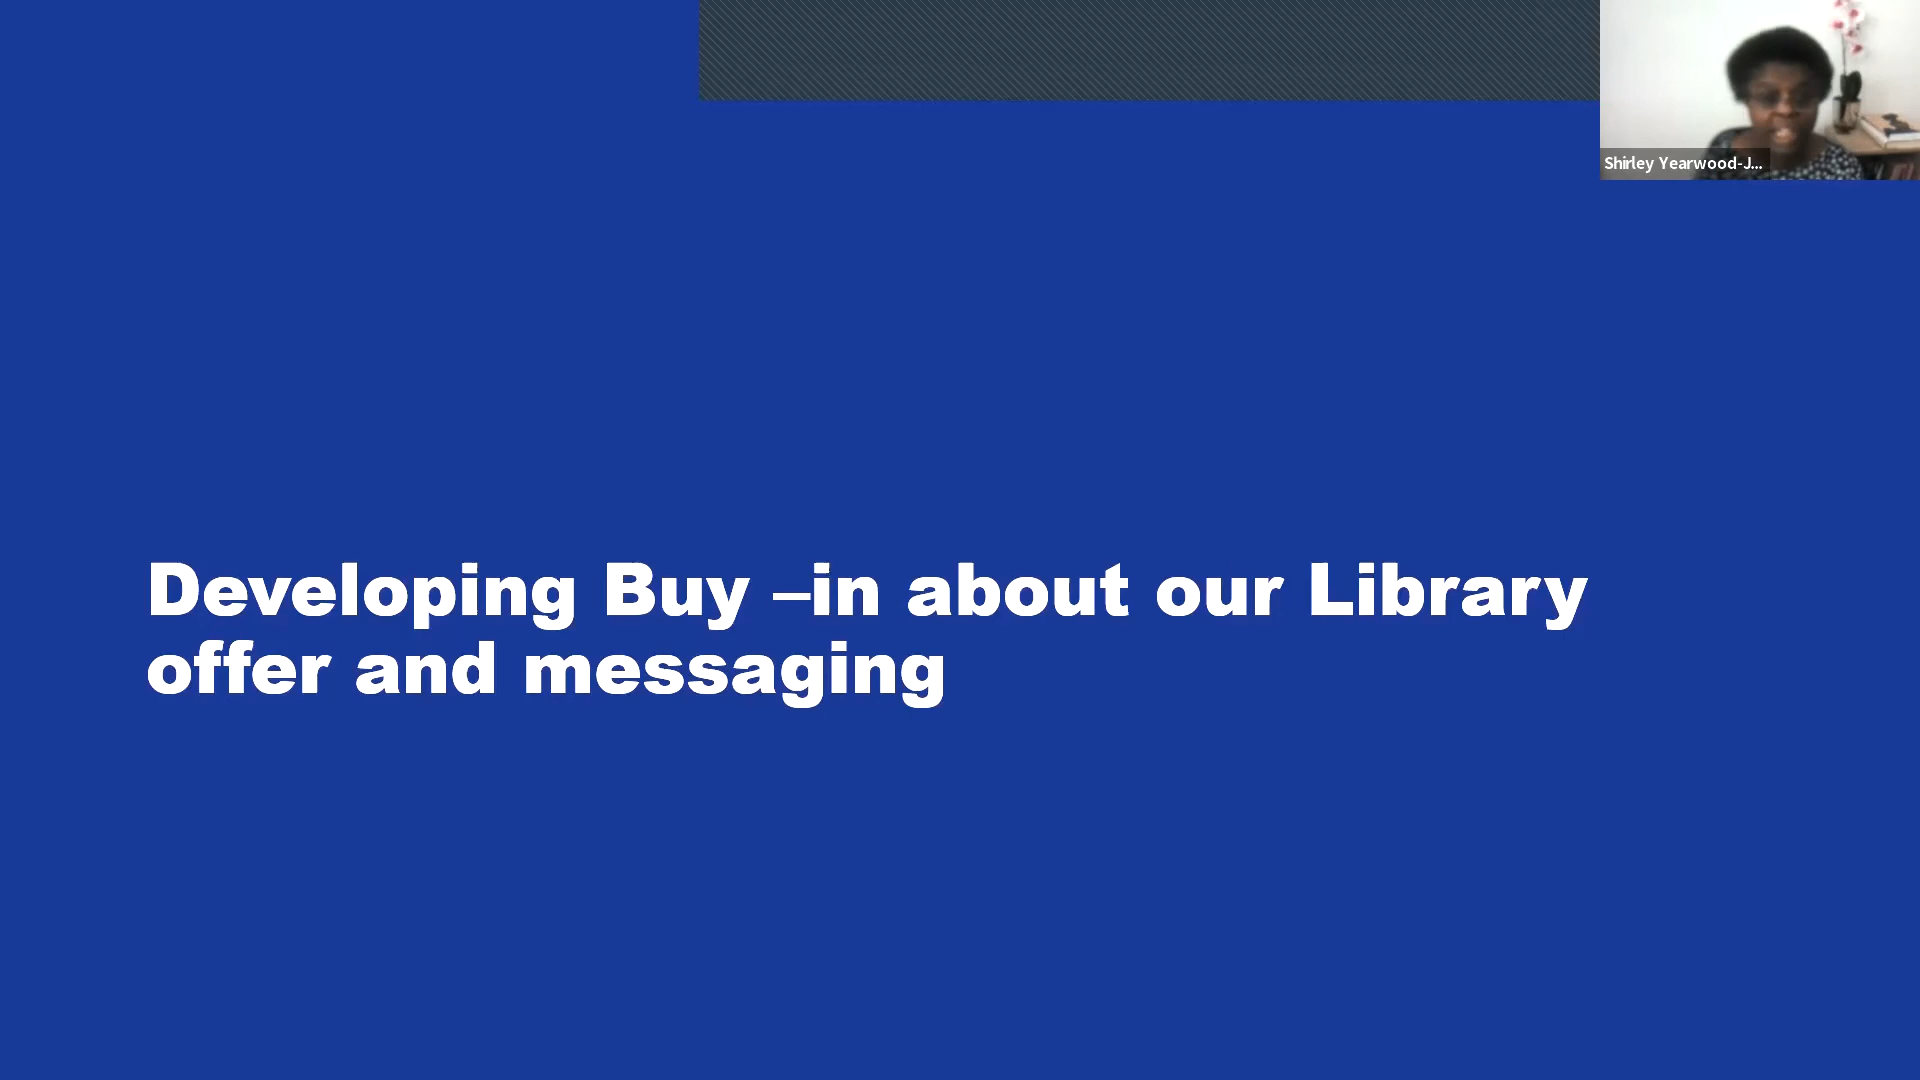 Shirley Yearwood-J...
Developing Buy –in about our Library
offer and messaging